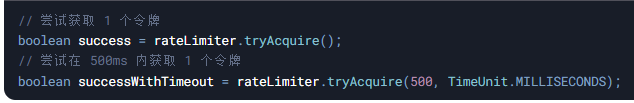 // 尝试获取 1 个令牌
boolean success = rateLimiter.tryAcquire();
// 尝试在 500ms 内获取 1 个令牌
boolean successWithTimeout = rateLimiter.tryAcquire(500, TimeUnit.MILLISECONDS);